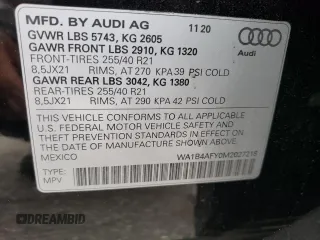 MFD. BY AUDI AG 11 20
GVWR LBS 5743, KG 2605
GAWR FRONT LBS 2910, KG 1320
FRONT-TIRES 255/40 R21
8,5JX21 RIMS, AT 270 KPA 39 PSI COLD
GAWR REAR LBS 3042, KG 1380
REAR-TIRES 255/40 R21
8,5JX21 RIMS, AT 290 KPA 42 PSI COLD
Audi
THIS VEHICLE CONFORMS TO ALL APPLICABLE
U.S. FEDERAL MOTOR VEHICLE SAFETY, BUMPER, AND
THEFT PREVENTION STANDARDS IN EFFECT
ON THE DATE OF MANUFACTURE SHOWN ABOVE.
MEXICO
TYPE:
MPV
DREAMBID